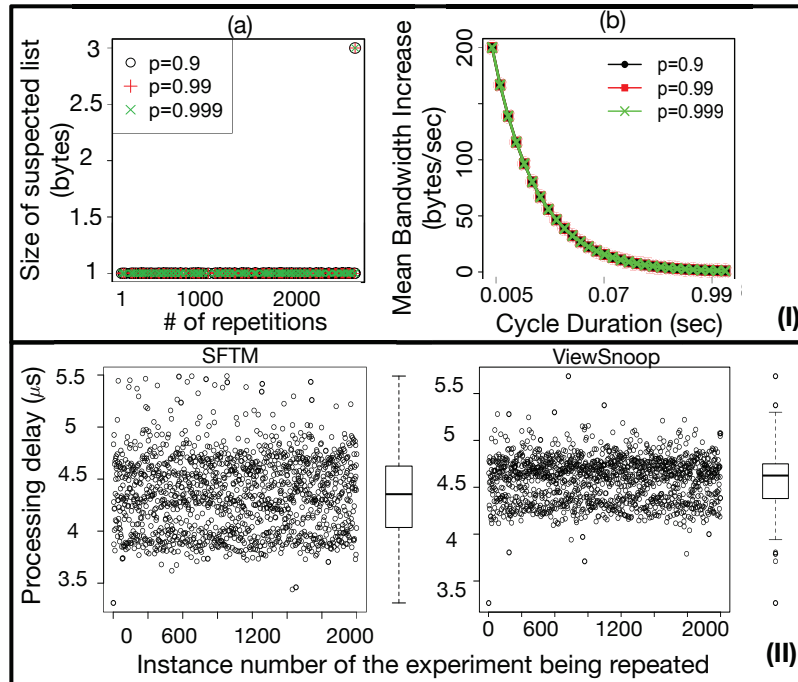 (a)
Size of suspected list
(bytes)
3
2.5
2
1.5
1
p=0.9
p=0.99
p=0.999
1
1000
2000
# of repetitions
(b)
Mean Bandwidth Increase
(bytes/sec)
200
150
100
50
0
p=0.9
p=0.99
p=0.999
0.005
0.07
0.99
Cycle Duration (sec)
(I)
SFTM
Processing delay (μs)
5.5
5
4.5
4
3.5
0
600
1200
2000
ViewSnoop
5.5
5
4.5
4
3.5
0
600
1200
2000
Instance number of the experiment being repeated
(II)